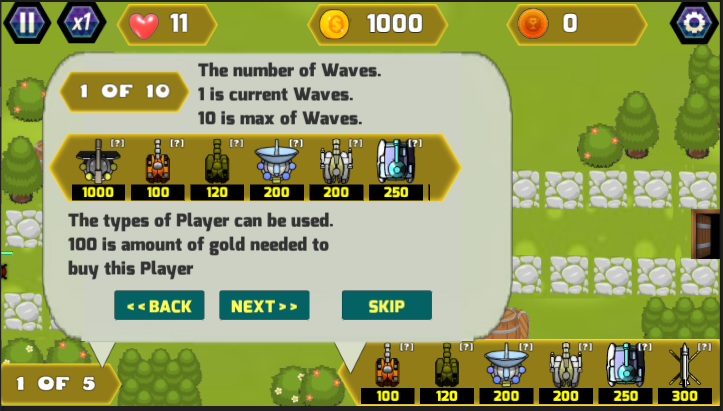 x1
11
1000
0
1 OF 10
The number of Waves.
1 is current Waves.
10 is max of Waves.
[?] [?] [?] [?] [?] [?]
1000 100 120 200 200 250
The types of Player can be used.
100 is amount of gold needed to
buy this Player
<<BACK
NEXT>>
SKIP
1 OF 5
[?] [?] [?] [?] [?] [?]
100 120 200 200 250 300